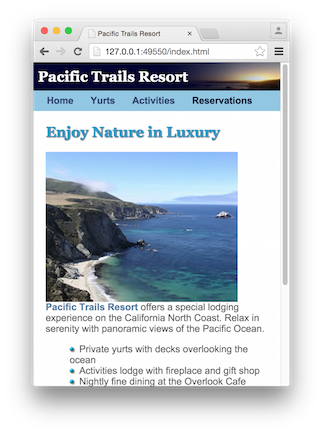 Pacific Trails Resort
127.0.0.1:49550/index.html
Pacific Trails Resort
Home Yurts Activities Reservations
Enjoy Nature in Luxury
Pacific Trails Resort offers a special lodging
experience on the California North Coast. Relax in
serenity with panoramic views of the Pacific Ocean.
Private yurts with decks overlooking the
ocean
Activities lodge with fireplace and gift shop
Nightly fine dining at the Overlook Cafe